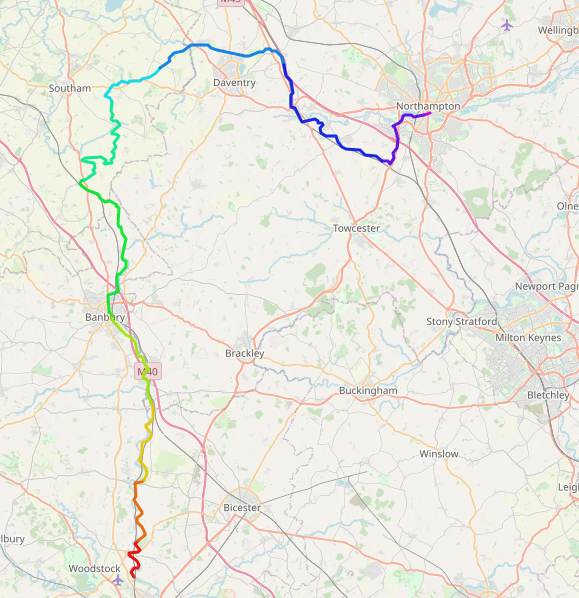 M45
Wellingb
Southam
Daventry
Northampton
Olne
Towcester
Newport Pagn
Banbury
Stony Stratford
Milton Keynes
Brackley
M40
Buckingham
Bletchley
Winslow
Leig
Bicester
lbury
Woodstock